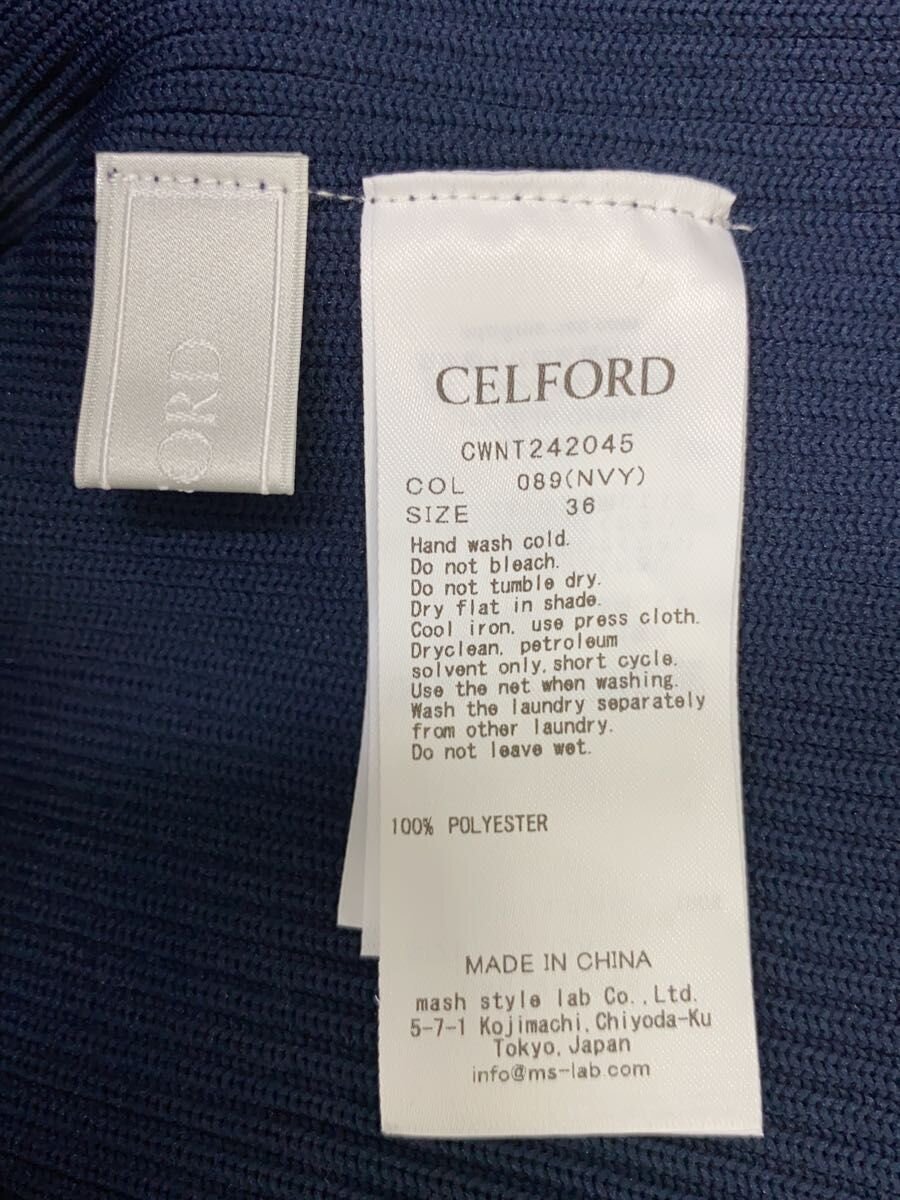 ORD
CELFORD
CWNT242045
COL 089(NVY)
SIZE 36
Hand wash cold.
Do not bleach.
Do not tumble dry.
Dry flat in shade.
Cool iron, use press cloth.
Dryclean, petroleum
solvent only, short cycle.
Use the net when washing.
Wash the laundry separately
from other laundry.
Do not leave wet.
100% POLYESTER
MADE IN CHINA
mash style lab Co.,Ltd.
5-7-1 Kojimachi,Chiyoda-Ku
Tokyo,Japan
info@ms-lab.com